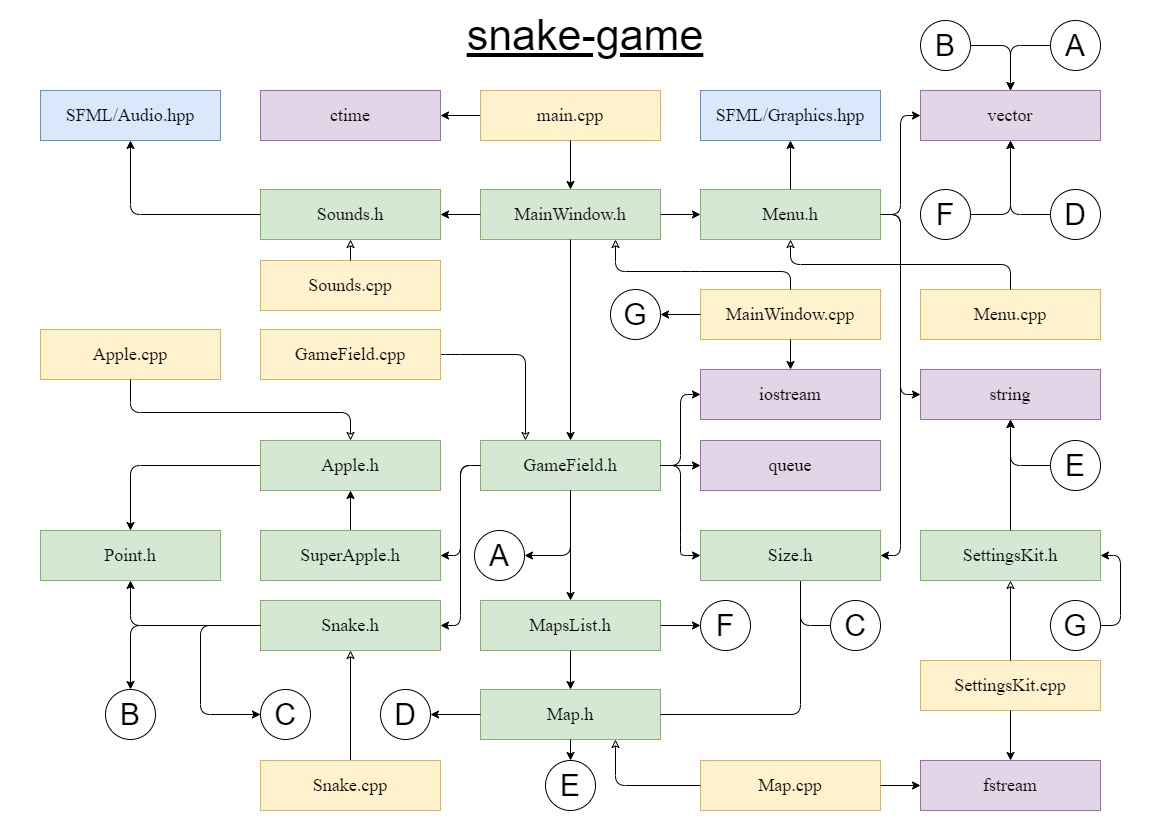 snake-game
B
A
SFML/Audio.hpp
ctime
main.cpp
SFML/Graphics.hpp
vector
Sounds.h
MainWindow.h
Menu.h
F
D
Sounds.cpp
G
MainWindow.cpp
Menu.cpp
Apple.cpp
GameField.cpp
iostream
string
Apple.h
GameField.h
queue
E
Point.h
SuperApple.h
A
Size.h
SettingsKit.h
Snake.h
MapsList.h
F
C
G
SettingsKit.cpp
B
C
D
Map.h
Snake.cpp
E
Map.cpp
fstream